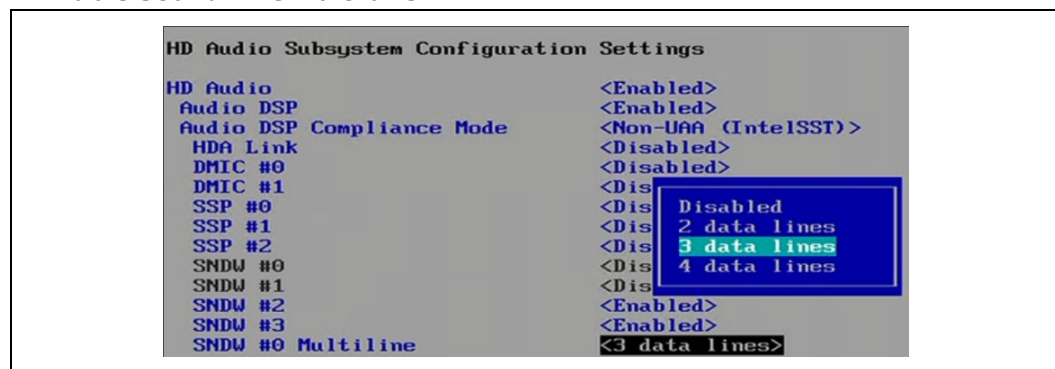 HD Audio Subsystem Configuration Settings
HD Audio <Enabled>
Audio DSP <Enabled>
Audio DSP Compliance Mode <Non-UAA (IntelSST)>
HDA Link <Disabled>
DMIC #0 <Disabled>
DMIC #1 <Dis
SSP #0 <Dis Disabled
SSP #1 <Dis 2 data lines
SSP #2 <Dis 3 data lines
SNDW #0 <Dis 4 data lines
SNDW #1 <Dis
SNDW #2 <Enabled>
SNDW #3 <Enabled>
SNDW #0 Multiline <3 data lines>